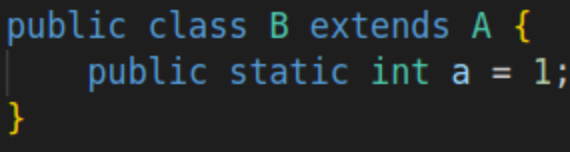 public class B extends A {
    public static int a = 1;
}